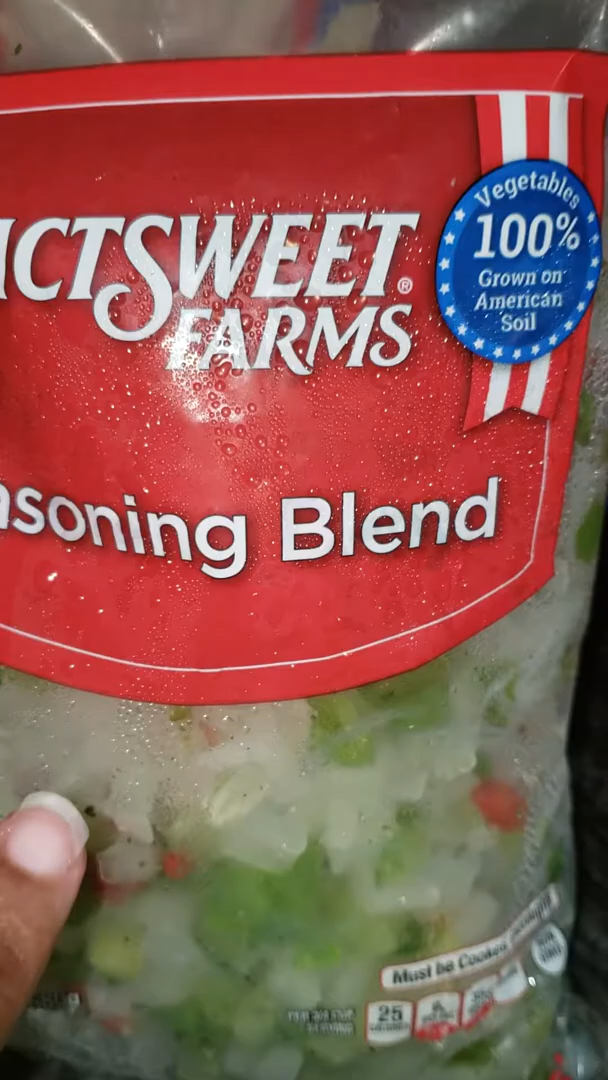 Vegetables
100%
Grown on
American
Soil
ICTSWEET®
FARMS
asoning Blend
Must be Cooked
25